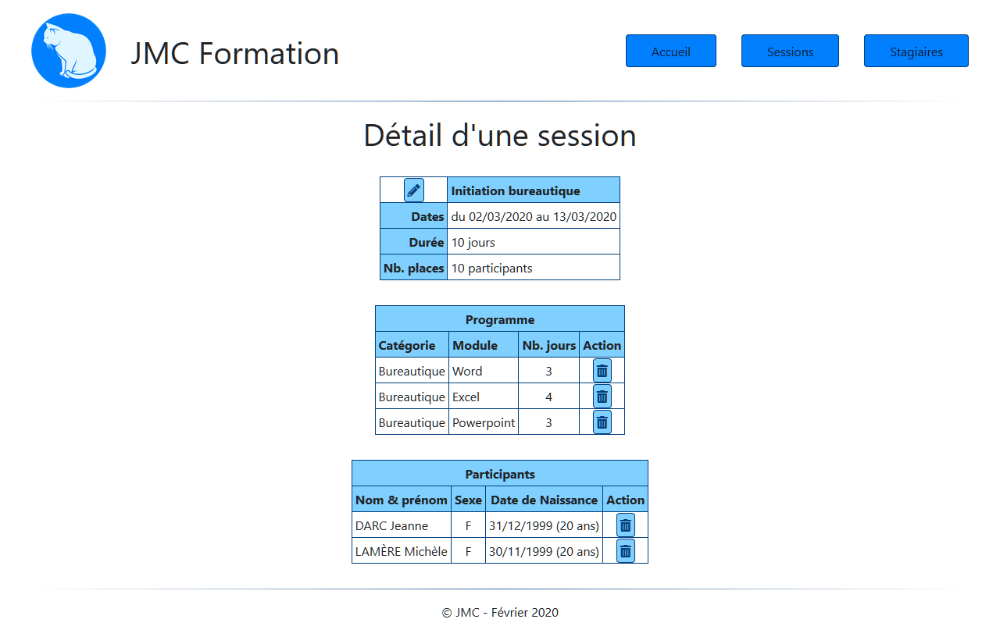 JMC Formation
Accueil
Sessions
Stagiaires
Détail d'une session
Initiation bureautique
Dates du 02/03/2020 au 13/03/2020
Durée 10 jours
Nb. places 10 participants
Programme
Catégorie Module Nb. jours Action
Bureautique Word 3
Bureautique Excel 4
Bureautique Powerpoint 3
Participants
Nom & prénom Sexe Date de Naissance Action
DARC Jeanne F 31/12/1999 (20 ans)
LAMÈRE Michèle F 30/11/1999 (20 ans)
© JMC - Février 2020